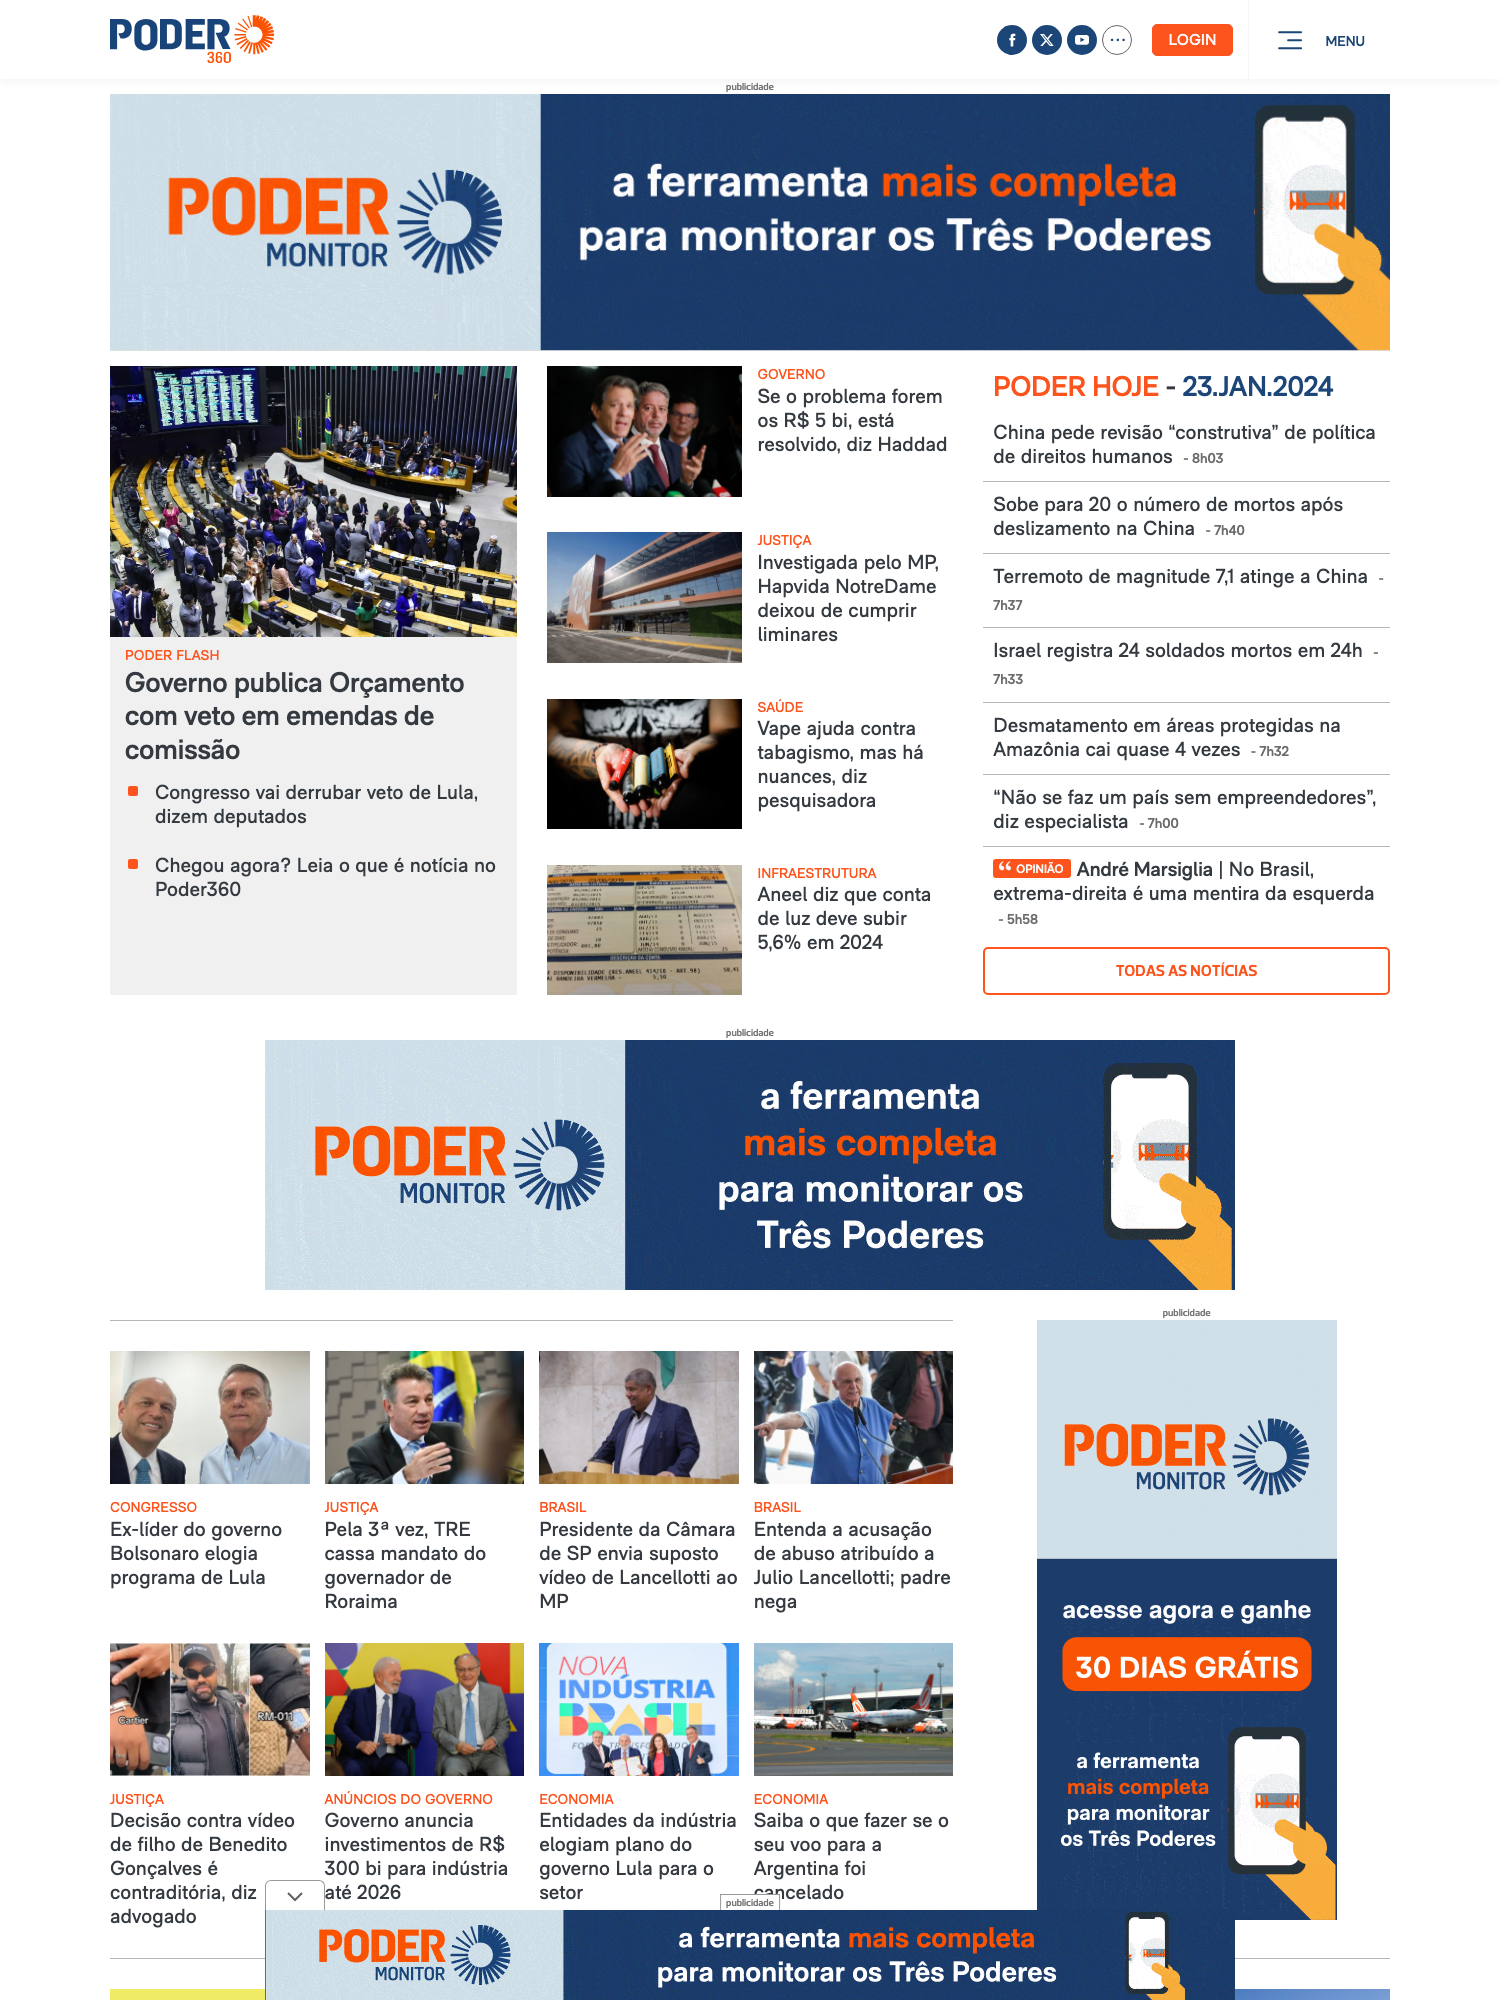 PODER
360
LOGIN
MENU
publicidade
PODER
MONITOR
a ferramenta mais completa
para monitorar os Três Poderes
PODER FLASH
Governo publica Orçamento
com veto em emendas de
comissão
Congresso vai derrubar veto de Lula,
dizem deputados
Chegou agora? Leia o que é notícia no
Poder360
GOVERNO
Se o problema forem
os R$ 5 bi, está
resolvido, diz Haddad
JUSTIÇA
Investigada pelo MP,
Hapvida NotreDame
deixou de cumprir
liminares
SAÚDE
Vape ajuda contra
tabagismo, mas há
nuances, diz
pesquisadora
INFRAESTRUTURA
Aneel diz que conta
de luz deve subir
5,6% em 2024
PODER HOJE - 23.JAN.2024
China pede revisão “construtiva” de política
de direitos humanos - 8h03
Sobe para 20 o número de mortos após
deslizamento na China - 7h40
Terremoto de magnitude 7,1 atinge a China -
7h37
Israel registra 24 soldados mortos em 24h -
7h33
Desmatamento em áreas protegidas na
Amazônia cai quase 4 vezes - 7h32
“Não se faz um país sem empreendedores”,
diz especialista - 7h00
OPINIÃO André Marsiglia | No Brasil,
extrema-direita é uma mentira da esquerda
- 5h58
TODAS AS NOTÍCIAS
publicidade
PODER
MONITOR
a ferramenta
mais completa
para monitorar os
Três Poderes
CONGRESSO
Ex-líder do governo
Bolsonaro elogia
programa de Lula
JUSTIÇA
Pela 3ª vez, TRE
cassa mandato do
governador de
Roraima
BRASIL
Presidente da Câmara
de SP envia suposto
vídeo de Lancellotti ao
MP
BRASIL
Entenda a acusação
de abuso atribuído a
Julio Lancellotti; padre
nega
Cartier
RM-011
JUSTIÇA
Decisão contra vídeo
de filho de Benedito
Gonçalves é
contraditória, diz
advogado
ANÚNCIOS DO GOVERNO
Governo anuncia
investimentos de R$
300 bi para indústria
até 2026
NOVA
INDÚSTRIA
BRASIL
ECONOMIA
Entidades da indústria
elogiam plano do
governo Lula para o
setor
ECONOMIA
Saiba o que fazer se o
seu voo para a
Argentina foi
cancelado
publicidade
PODER
MONITOR
acesse agora e ganhe
30 DIAS GRÁTIS
a ferramenta
mais completa
para monitorar
os Três Poderes
publicidade
PODER
MONITOR
a ferramenta mais completa
para monitorar os Três Poderes